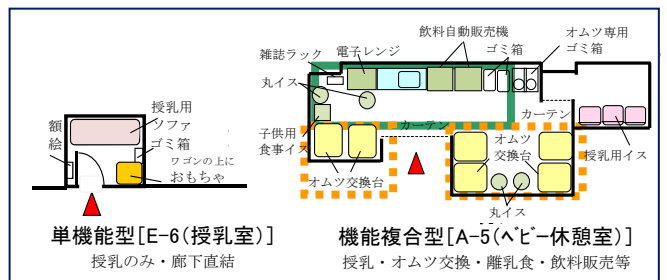 雑誌ラック
電子レンジ
飲料自動販売機
ゴミ箱
オムツ専用
ゴミ箱
丸イス
子供用
食事イス
カーテン
オムツ交換台
オムツ
交換台
丸イス
カーテン
授乳用イス
額絵
授乳用
ソファ
ゴミ箱
ワゴンの上に
おもちゃ
単機能型[E-6(授乳室)]
授乳のみ・廊下直結
機能複合型[A-5(ベビー休憩室)]
授乳・オムツ交換・離乳食・飲料販売等